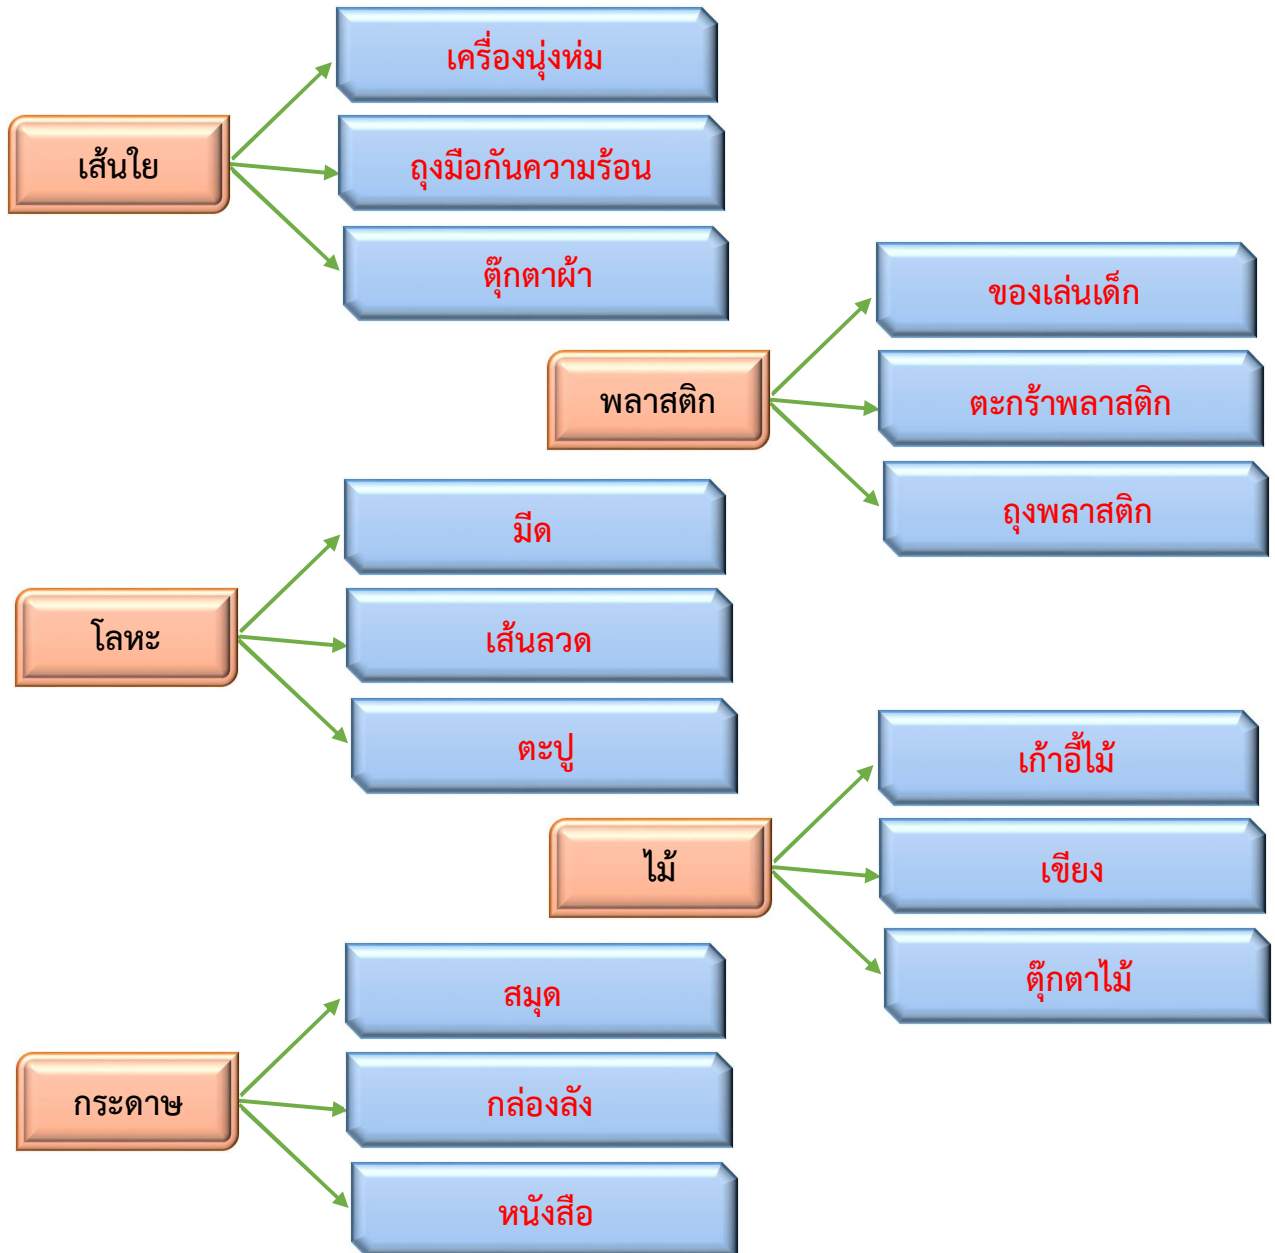 เส้นใย
เครื่องนุ่งห่ม
ถุงมือกันความร้อน
ตุ๊กตาผ้า
พลาสติก
ของเล่นเด็ก
ตะกร้าพลาสติก
ถุงพลาสติก
โลหะ
มีด
เส้นลวด
ตะปู
ไม้
เก้าอี้ไม้
เขียง
ตุ๊กตาไม้
กระดาษ
สมุด
กล่องลัง
หนังสือ